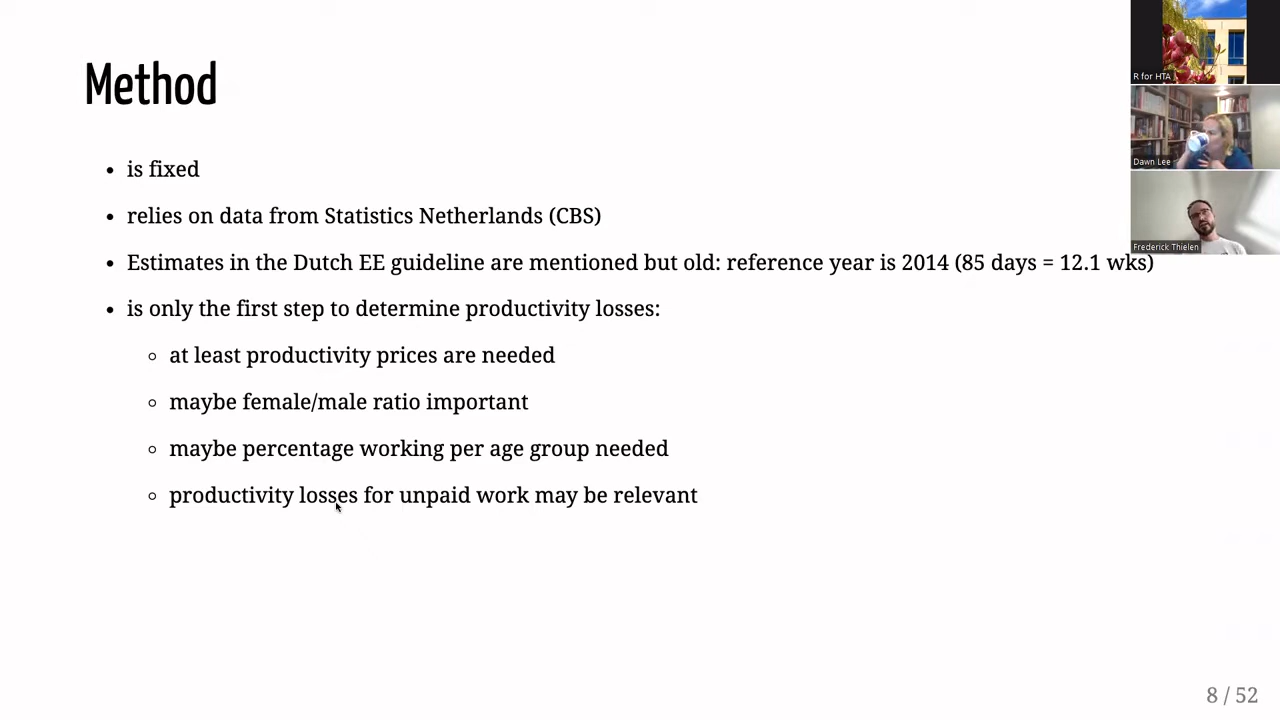 Method
• is fixed
• relies on data from Statistics Netherlands (CBS)
• Estimates in the Dutch EE guideline are mentioned but old: reference year is 2014 (85 days = 12.1 wks)
• is only the first step to determine productivity losses:
◦ at least productivity prices are needed
◦ maybe female/male ratio important
◦ maybe percentage working per age group needed
◦ productivity losses for unpaid work may be relevant
R for HTA
Dawn Lee
Frederick Thielen
8 / 52